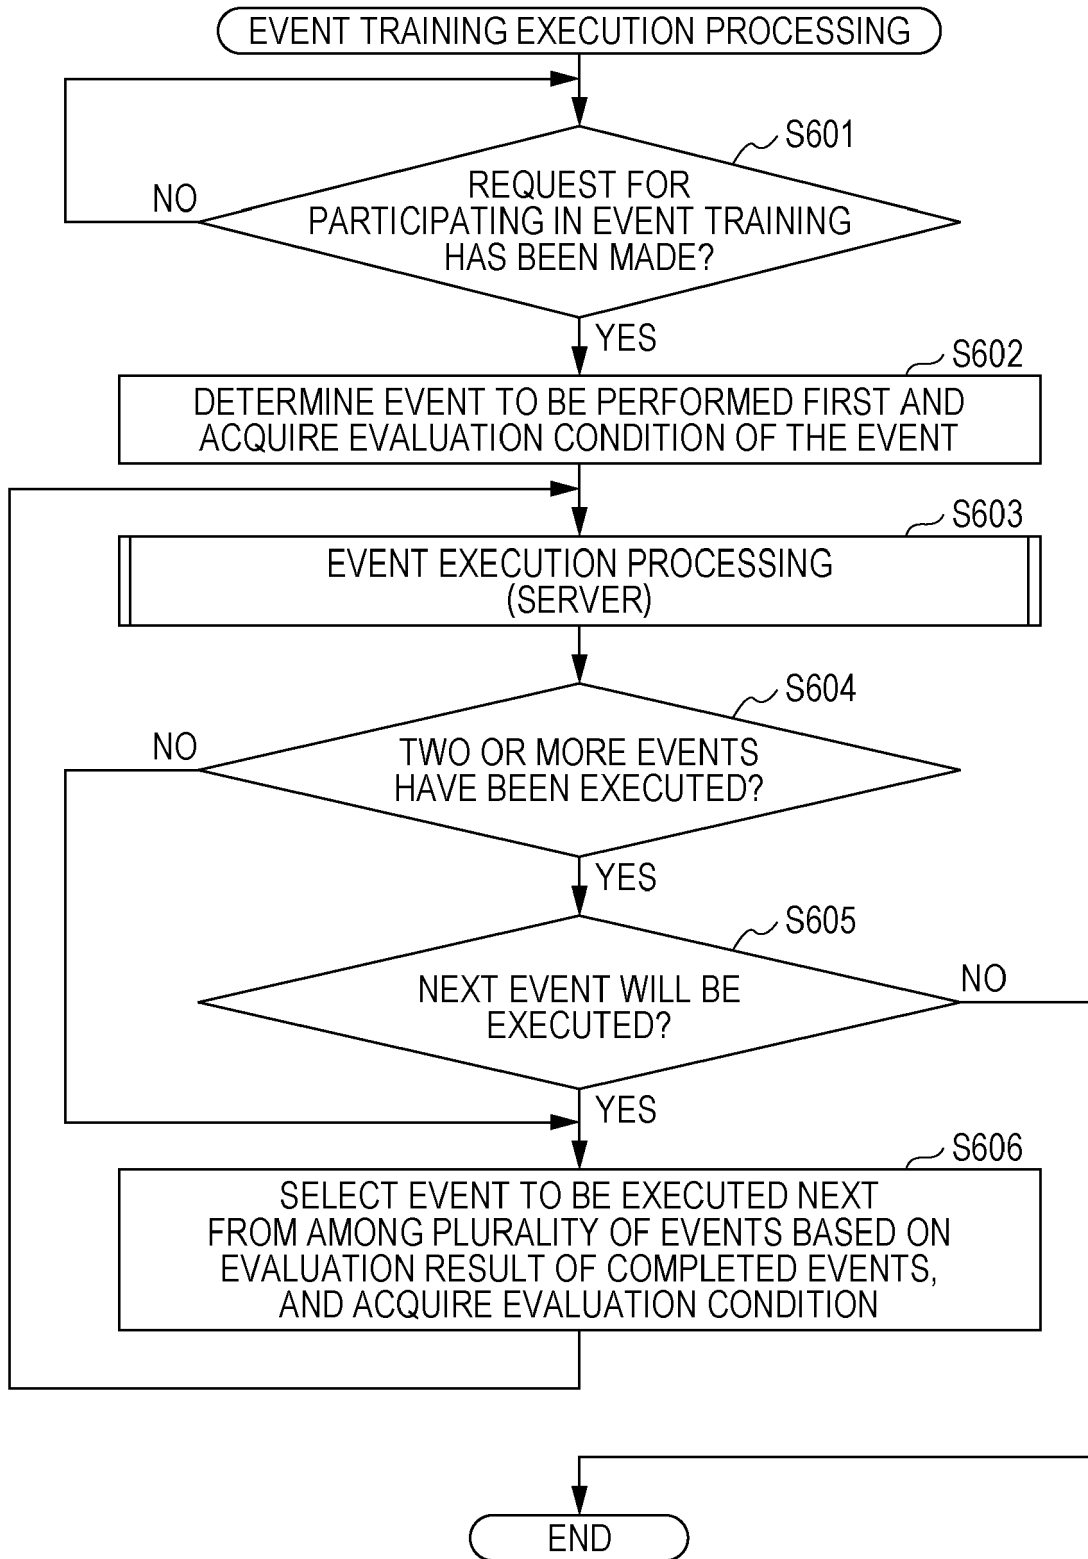 EVENT TRAINING EXECUTION PROCESSING
S601
REQUEST FOR
PARTICIPATING IN EVENT TRAINING
HAS BEEN MADE?
NO
YES
S602
DETERMINE EVENT TO BE PERFORMED FIRST AND
ACQUIRE EVALUATION CONDITION OF THE EVENT
S603
EVENT EXECUTION PROCESSING
(SERVER)
S604
NO
TWO OR MORE EVENTS
HAVE BEEN EXECUTED?
YES
S605
NO
NEXT EVENT WILL BE
EXECUTED?
YES
S606
SELECT EVENT TO BE EXECUTED NEXT
FROM AMONG PLURALITY OF EVENTS BASED ON
EVALUATION RESULT OF COMPLETED EVENTS,
AND ACQUIRE EVALUATION CONDITION
END